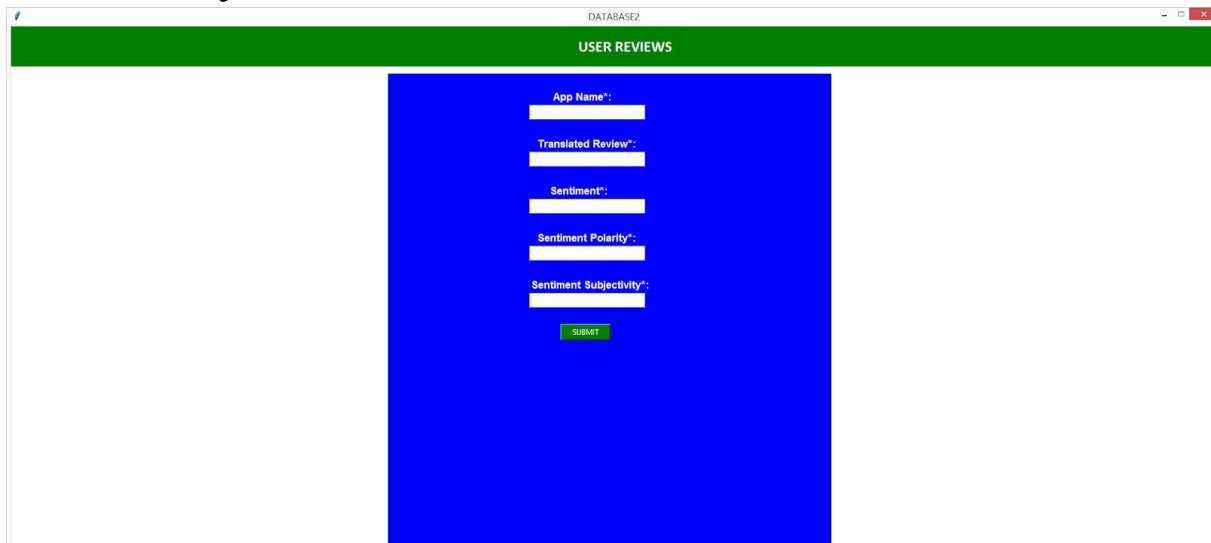 DATABASE2
USER REVIEWS
App Name*:
Translated Review*:
Sentiment*:
Sentiment Polarity*:
Sentiment Subjectivity*:
SUBMIT